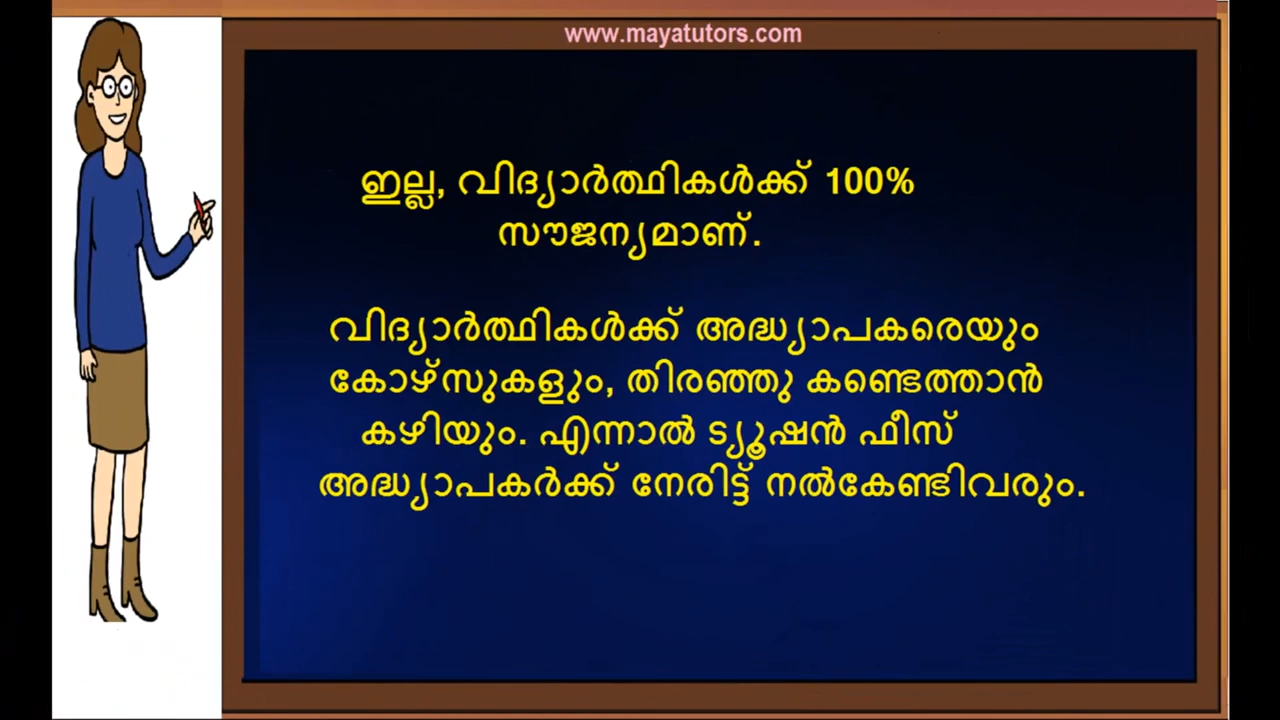 www.mayatutors.com
ഇല്ല, വിദ്യാർത്ഥികൾക്ക് 100%
സൗജന്യമാണ്.
വിദ്യാർത്ഥികൾക്ക് അദ്ധ്യാപകരെയും
കോഴ്സുകളും, തിരഞ്ഞു കണ്ടെത്താൻ
കഴിയും. എന്നാൽ ട്യൂഷൻ ഫീസ്
അദ്ധ്യാപകർക്ക് നേരിട്ട് നൽകേണ്ടിവരും.